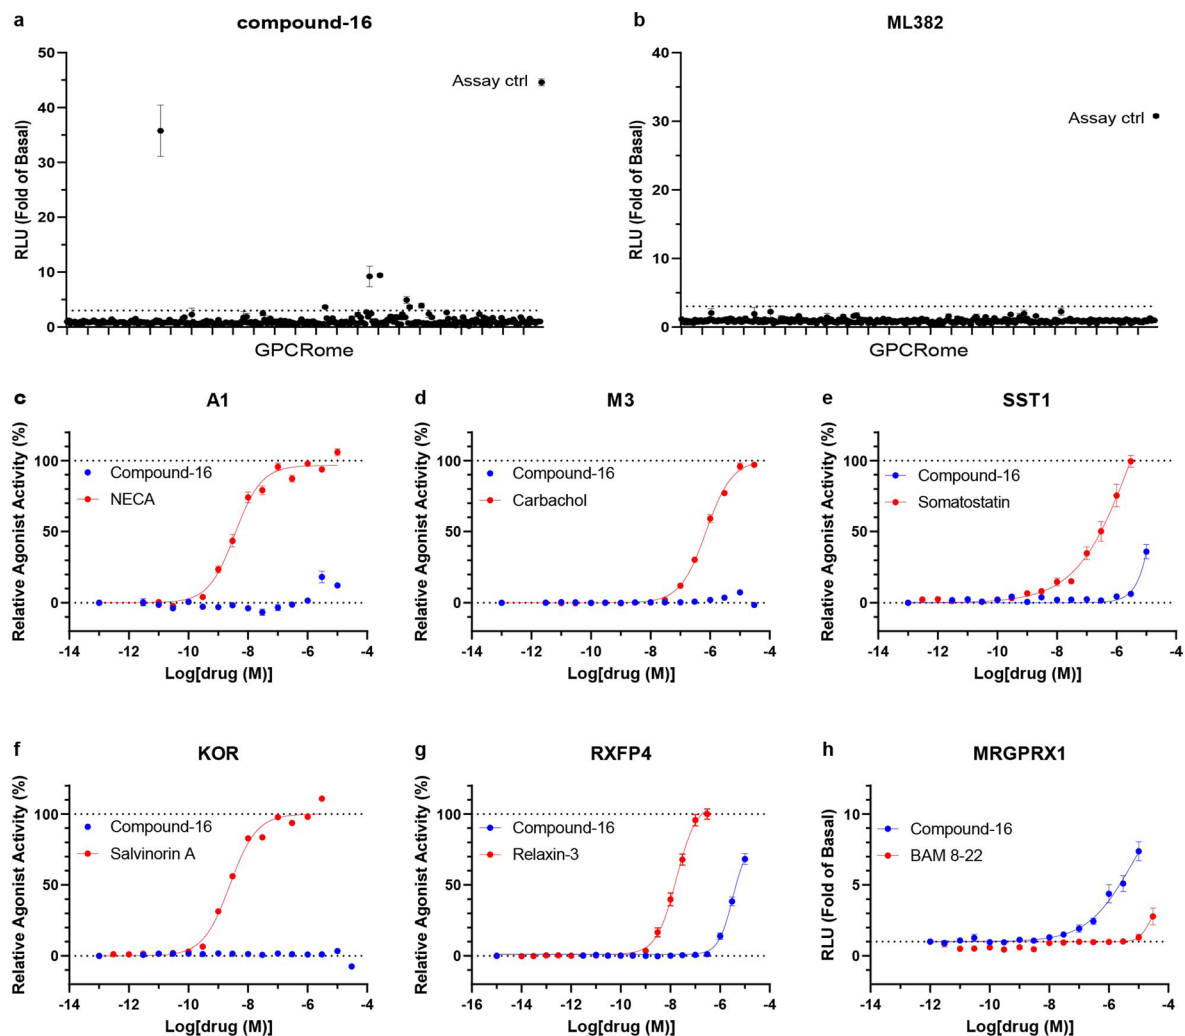 a
compound-16
RLU (Fold of Basal)
50
40
30
20
10
0
Assay ctrl
GPCRome
b
ML382
RLU (Fold of Basal)
40
30
20
10
0
Assay ctrl
GPCRome
c
A1
Relative Agonist Activity (%)
100
50
0
Compound-16
NECA
-14 -12 -10 -8 -6 -4
Log[drug (M)]
d
M3
Relative Agonist Activity (%)
100
50
0
Compound-16
Carbachol
-14 -12 -10 -8 -6 -4
Log[drug (M)]
e
SST1
Relative Agonist Activity (%)
100
50
0
Compound-16
Somatostatin
-14 -12 -10 -8 -6 -4
Log[drug (M)]
f
KOR
Relative Agonist Activity (%)
100
50
0
Compound-16
Salvinorin A
-14 -12 -10 -8 -6 -4
Log[drug (M)]
g
RXFP4
Relative Agonist Activity (%)
100
50
0
Compound-16
Relaxin-3
-16 -14 -12 -10 -8 -6 -4
Log[drug (M)]
h
MRGPRX1
RLU (Fold of Basal)
10
5
0
Compound-16
BAM 8-22
-14 -12 -10 -8 -6 -4
Log[drug (M)]